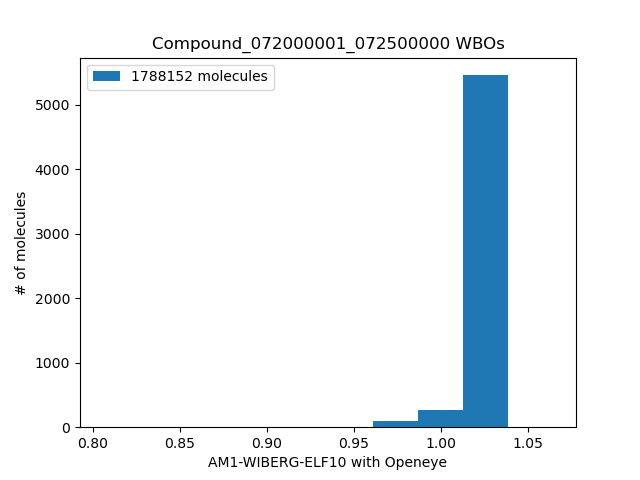 Compound_072000001_072500000 WBOs
1788152 molecules
5000
4000
3000
2000
1000
0
# of molecules
0.80 0.85 0.90 0.95 1.00 1.05
AM1-WIBERG-ELF10 with Openeye